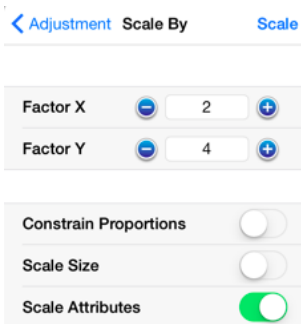 Adjustment Scale By Scale
Factor X 2
Factor Y 4
Constrain Proportions
Scale Size
Scale Attributes